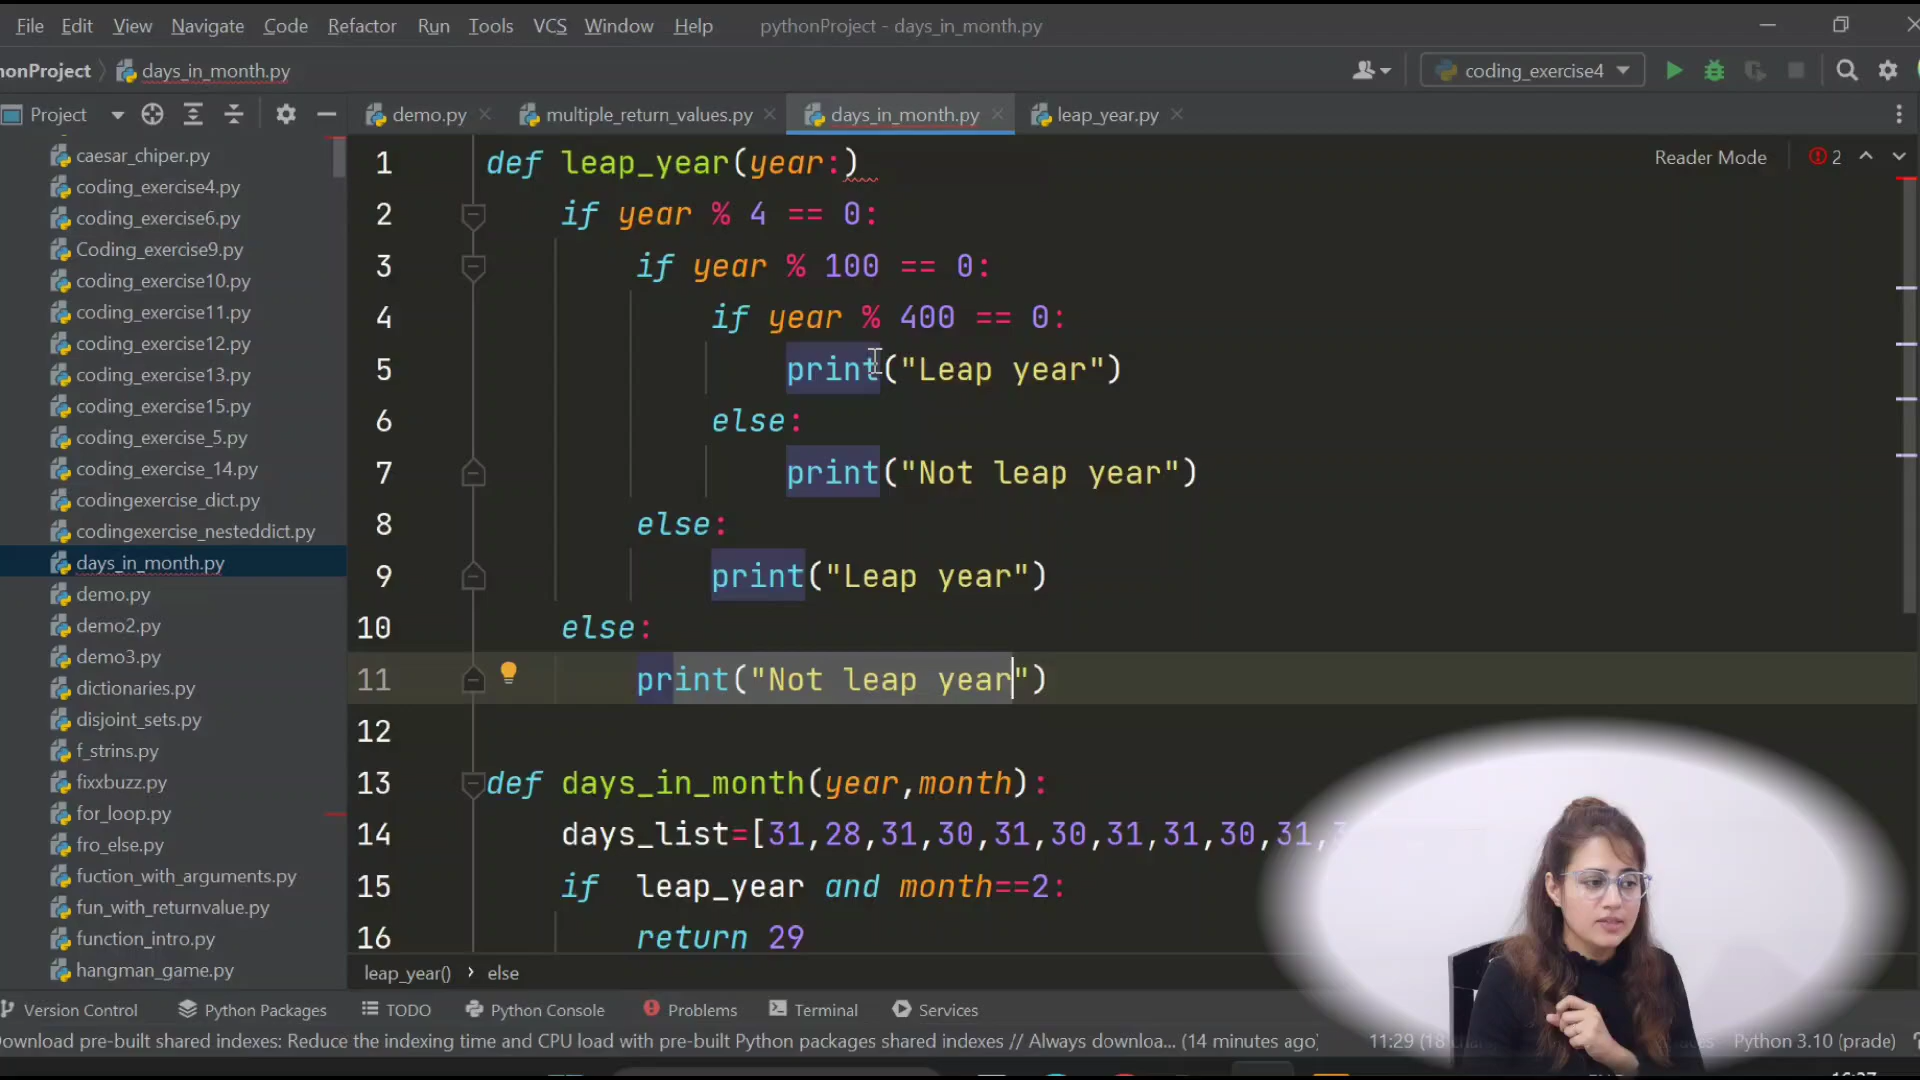 File Edit View Navigate Code Refactor Run Tools VCS Window Help pythonProject - days_in_month.py
honProject days_in_month.py coding_exercise4
Project demo.py multiple_return_values.py days_in_month.py leap_year.py
Reader Mode 2
caesar_chiper.py
coding_exercise4.py
coding_exercise6.py
Coding_exercise9.py
coding_exercise10.py
coding_exercise11.py
coding_exercise12.py
coding_exercise13.py
coding_exercise15.py
coding_exercise_5.py
coding_exercise_14.py
codingexercise_dict.py
codingexercise_nesteddict.py
days_in_month.py
demo.py
demo2.py
demo3.py
dictionaries.py
disjoint_sets.py
f_strins.py
fixxbuzz.py
for_loop.py
fro_else.py
fuction_with_arguments.py
fun_with_returnvalue.py
function_intro.py
hangman_game.py
1 def leap_year(year:)
2 if year % 4 == 0:
3 if year % 100 == 0:
4 if year % 400 == 0:
5 print("Leap year")
6 else:
7 print("Not leap year")
8 else:
9 print("Leap year")
10 else:
11 print("Not leap year")
12
13 def days_in_month(year,month):
14 days_list=[31,28,31,30,31,30,31,31,30,31,
15 if leap_year and month==2:
16 return 29
leap_year() › else
Version Control Python Packages TODO Python Console Problems Terminal Services
Download pre-built shared indexes: Reduce the indexing time and CPU load with pre-built Python packages shared indexes // Always downloa... (14 minutes ago) 11:29 (18 Python 3.10 (prade)